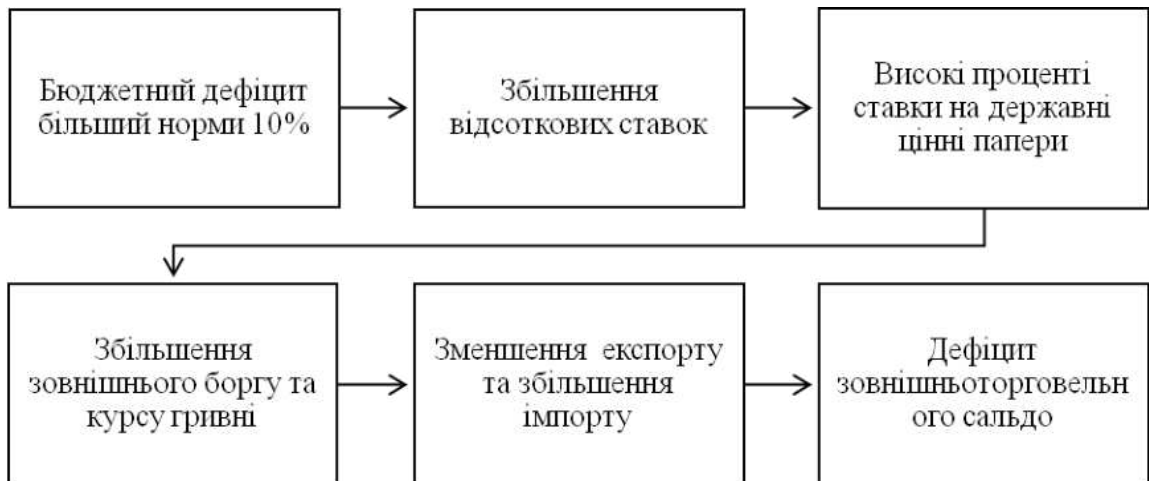 Бюджетний дефіцит
більший норми 10%
Збільшення
відсоткових ставок
Високі проценті
ставки на державні
цінні папери
Збільшення
зовнішнього боргу та
курсу гривні
Зменшення експорту
та збільшення
імпорту
Дефіцит
зовнішньоторговельн
ого сальдо